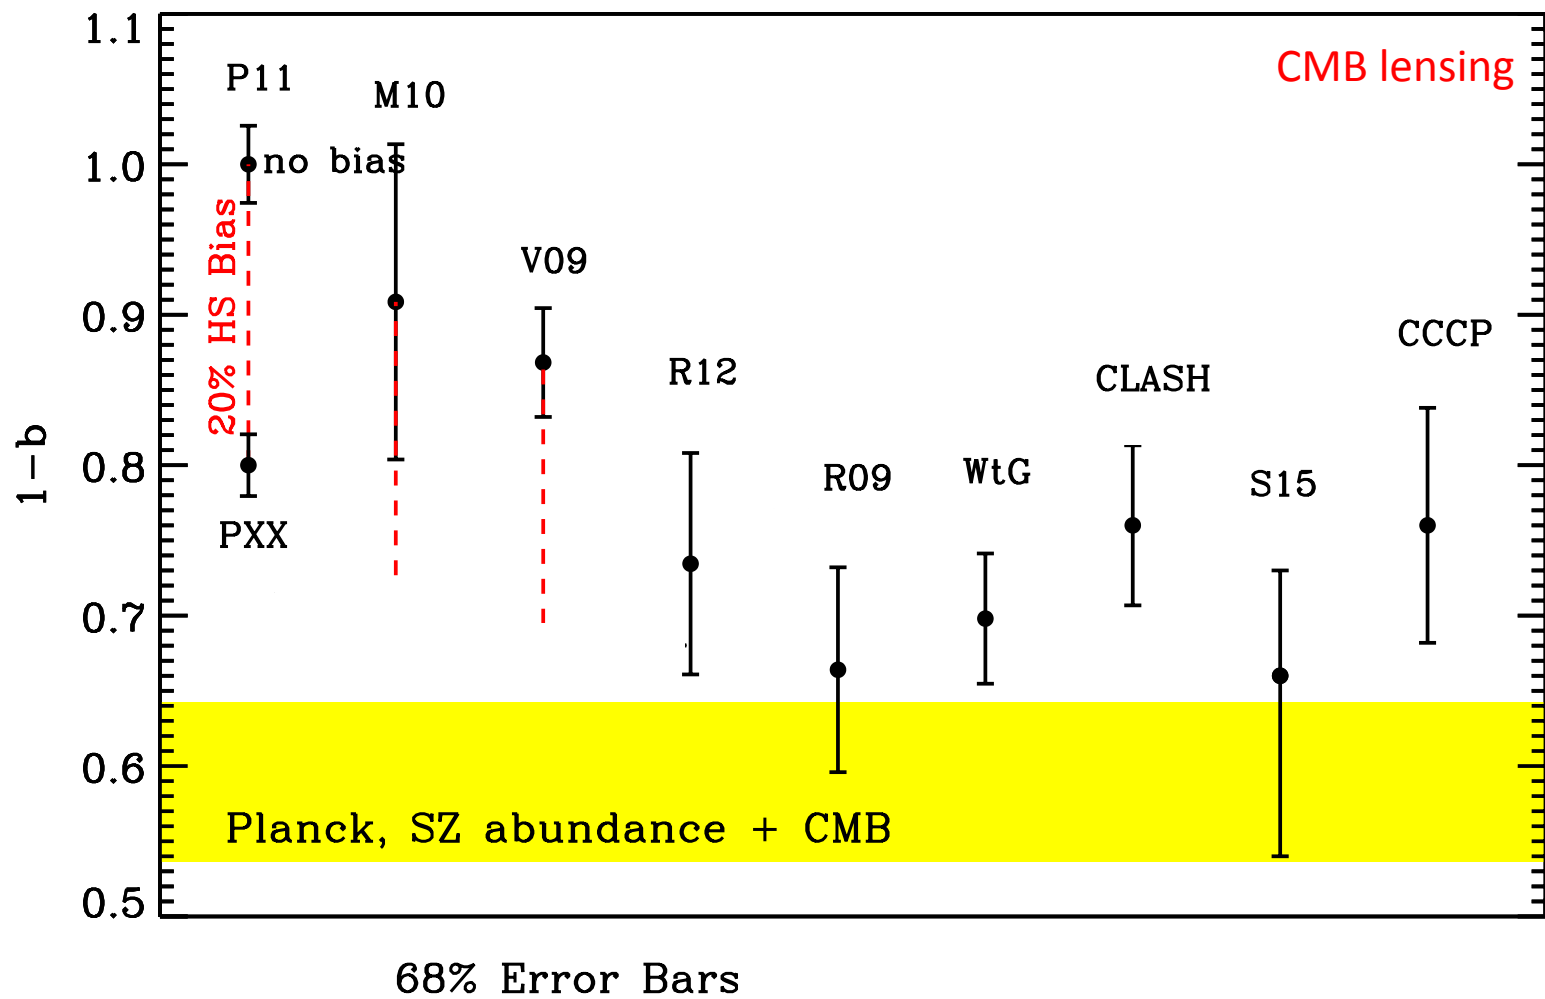 1.1
1.0
0.9
0.8
0.7
0.6
0.5
1-b
P11
M10
CMB lensing
no bias
20% HS Bias
V09
CCCP
R12
CLASH
R09
WtG
S15
PXX
Planck, SZ abundance + CMB
68% Error Bars